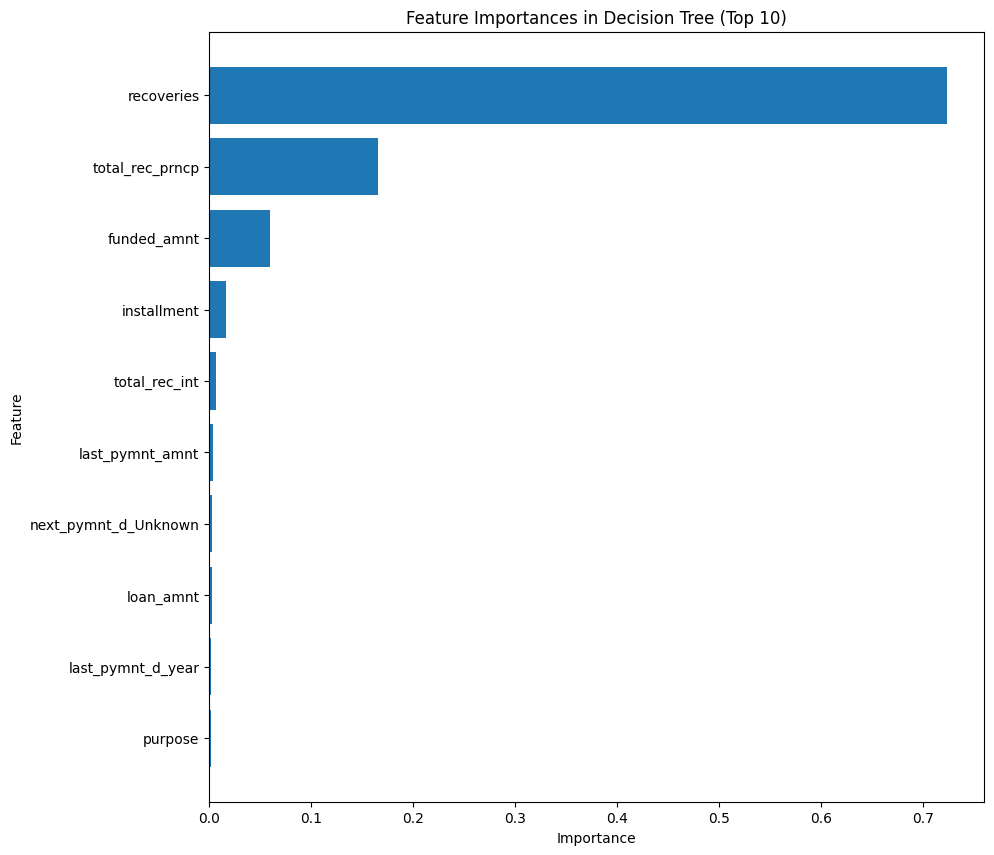 Feature Importances in Decision Tree (Top 10)
Feature
recoveries
total_rec_prncp
funded_amnt
installment
total_rec_int
last_pymnt_amnt
next_pymnt_d_Unknown
loan_amnt
last_pymnt_d_year
purpose
0.0 0.1 0.2 0.3 0.4 0.5 0.6 0.7
Importance